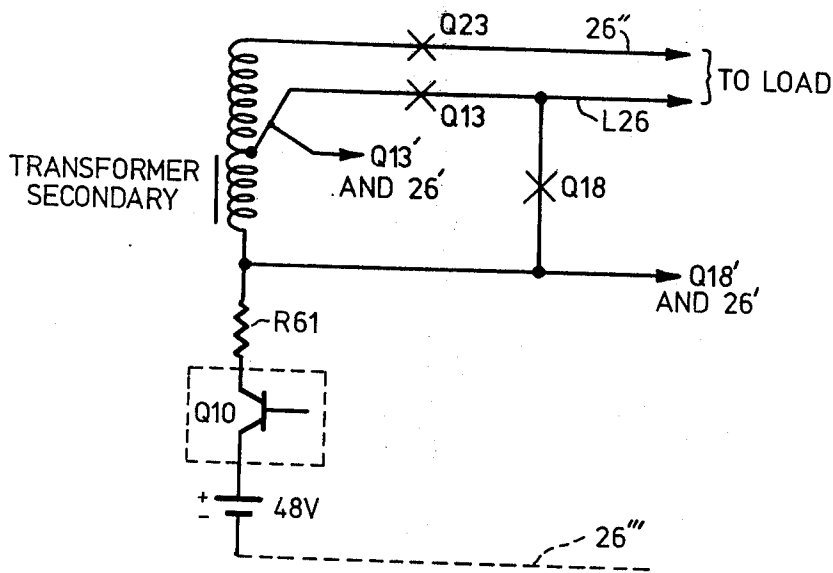 Q23
26″
TO LOAD
Q13
L26
Q13′
AND 26′
TRANSFORMER
SECONDARY
Q18
Q18′
AND 26′
R61
Q10
+
-
48V
26‴